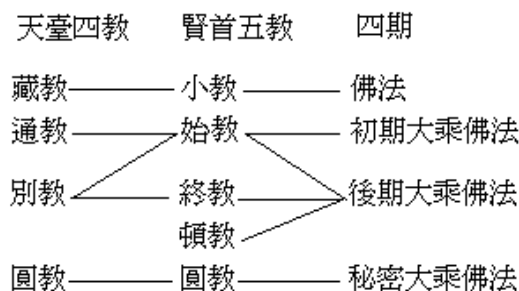 天臺四教 賢首五教 四期
藏教 小教 佛法
通教 始教 初期大乘佛法
別教 終教 後期大乘佛法
頓教
圓教 圓教 秘密大乘佛法